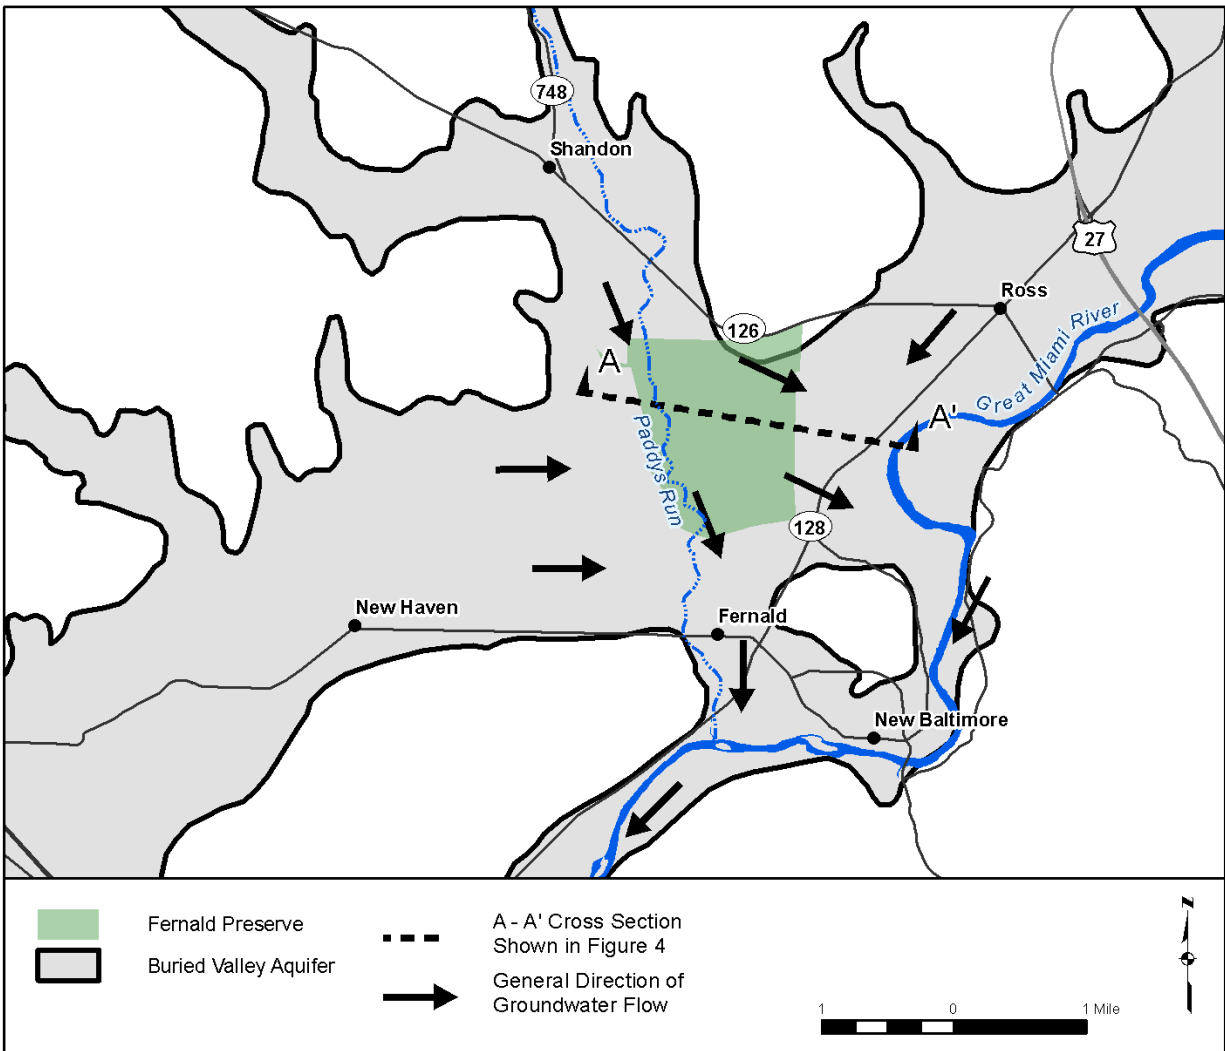 748
Shandon
27
Ross
126
Great Miami River
A
A'
Paddys Run
128
New Haven
Fernald
New Baltimore
Fernald Preserve
Buried Valley Aquifer
A - A' Cross Section
Shown in Figure 4
General Direction of
Groundwater Flow
N
1 0 1 Mile